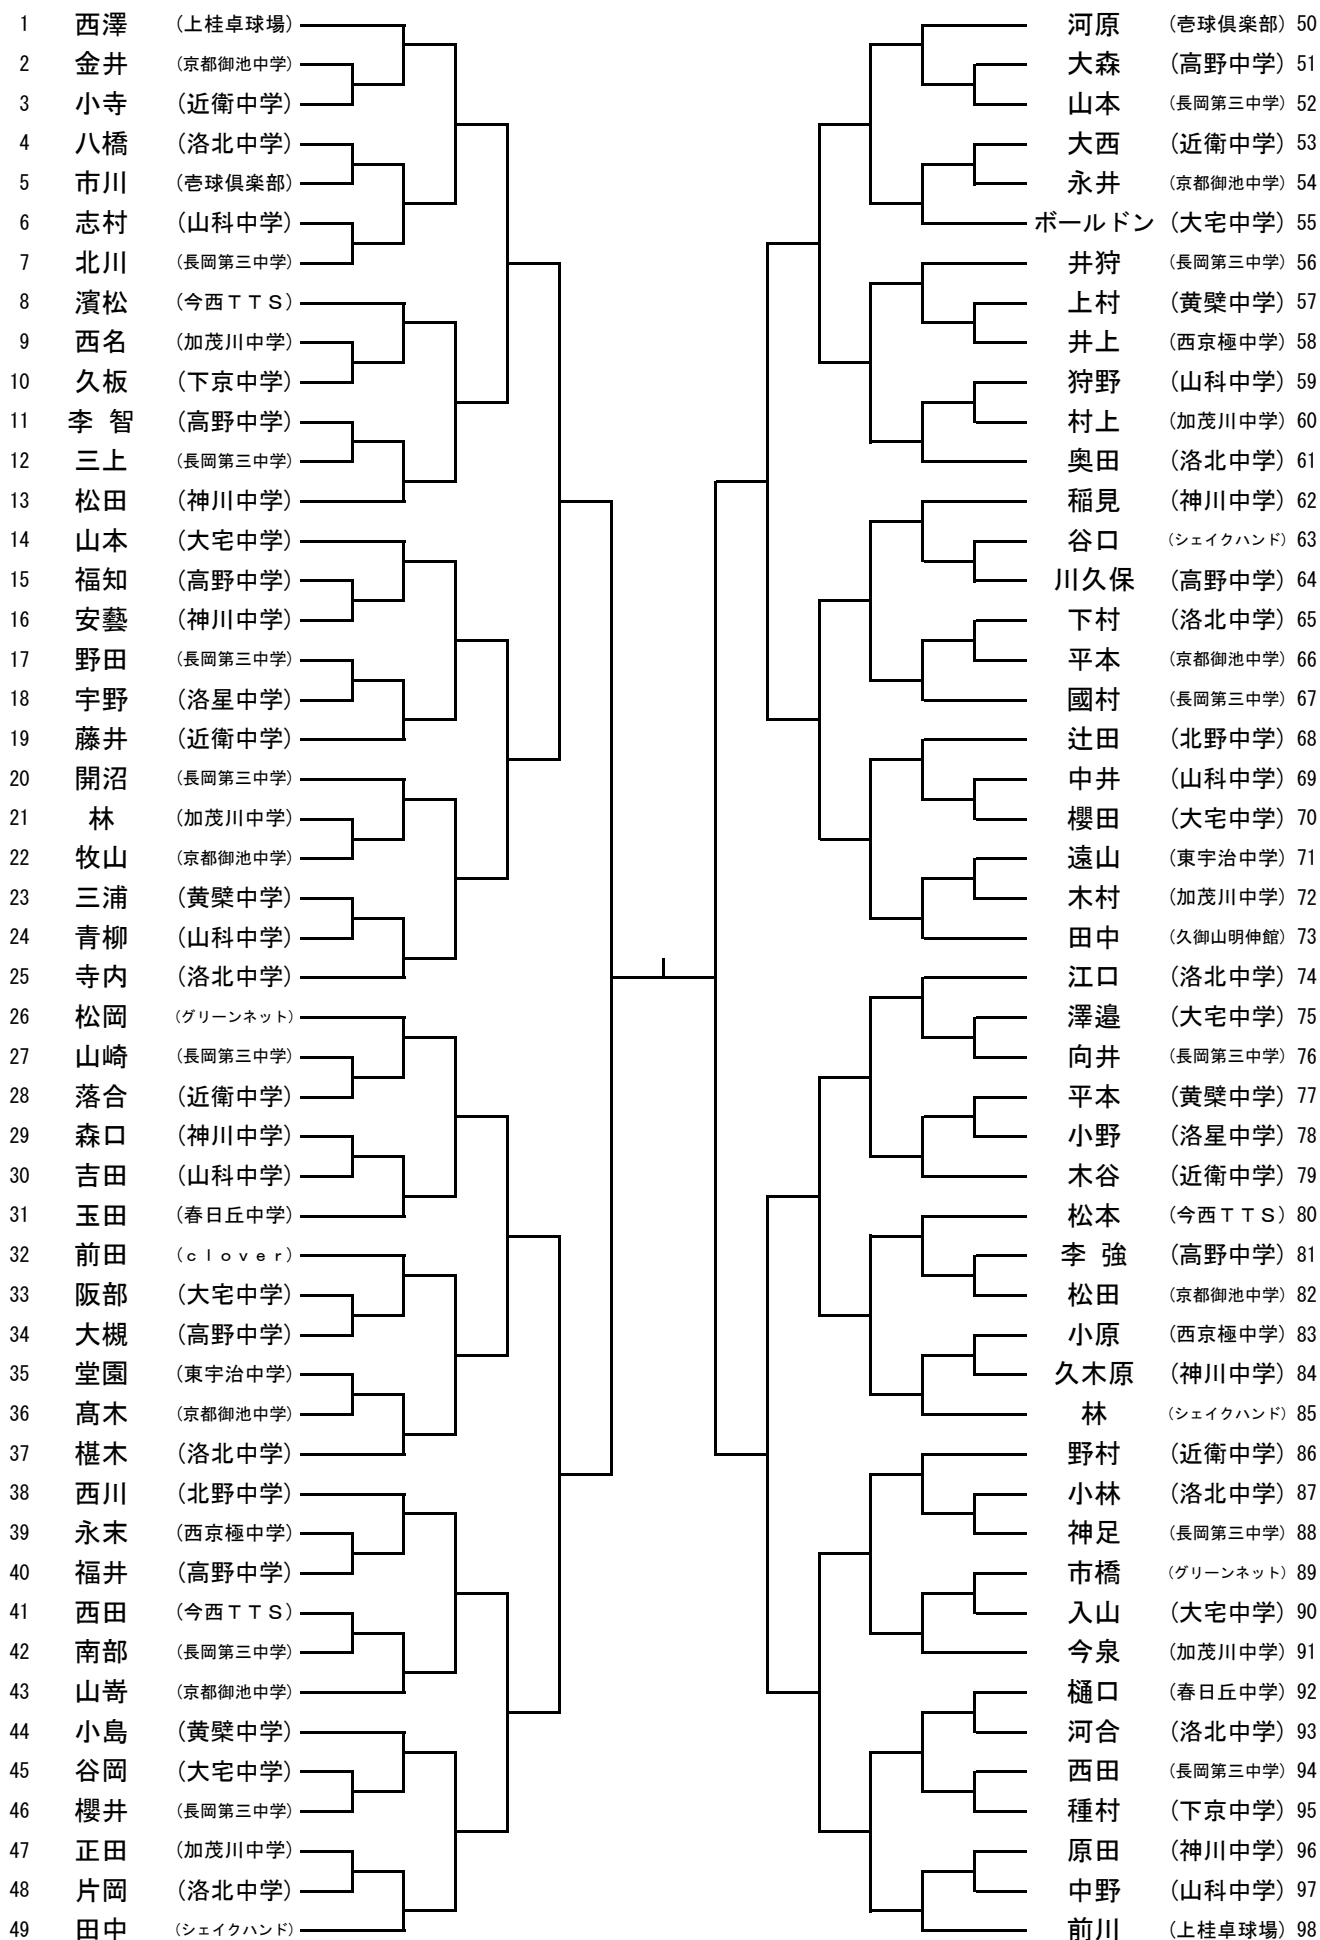 1 西澤 (上桂卓球場)
2 金井 (京都御池中学)
3 小寺 (近衛中学)
4 八橋 (洛北中学)
5 市川 (壱球倶楽部)
6 志村 (山科中学)
7 北川 (長岡第三中学)
8 濱松 (今西TTS)
9 西名 (加茂川中学)
10 久板 (下京中学)
11 李 智 (高野中学)
12 三上 (長岡第三中学)
13 松田 (神川中学)
14 山本 (大宅中学)
15 福知 (高野中学)
16 安藝 (神川中学)
17 野田 (長岡第三中学)
18 宇野 (洛星中学)
19 藤井 (近衛中学)
20 開沼 (長岡第三中学)
21 林 (加茂川中学)
22 牧山 (京都御池中学)
23 三浦 (黄檗中学)
24 青柳 (山科中学)
25 寺内 (洛北中学)
26 松岡 (グリーンネット)
27 山崎 (長岡第三中学)
28 落合 (近衛中学)
29 森口 (神川中学)
30 吉田 (山科中学)
31 玉田 (春日丘中学)
32 前田 (clover)
33 阪部 (大宅中学)
34 大槻 (高野中学)
35 堂園 (東宇治中学)
36 髙木 (京都御池中学)
37 椹木 (洛北中学)
38 西川 (北野中学)
39 永末 (西京極中学)
40 福井 (高野中学)
41 西田 (今西TTS)
42 南部 (長岡第三中学)
43 山嵜 (京都御池中学)
44 小島 (黄檗中学)
45 谷岡 (大宅中学)
46 櫻井 (長岡第三中学)
47 正田 (加茂川中学)
48 片岡 (洛北中学)
49 田中 (シェイクハンド)
河原 (壱球倶楽部) 50
大森 (高野中学) 51
山本 (長岡第三中学) 52
大西 (近衛中学) 53
永井 (京都御池中学) 54
ボールドン (大宅中学) 55
井狩 (長岡第三中学) 56
上村 (黄檗中学) 57
井上 (西京極中学) 58
狩野 (山科中学) 59
村上 (加茂川中学) 60
奥田 (洛北中学) 61
稲見 (神川中学) 62
谷口 (シェイクハンド) 63
川久保 (高野中学) 64
下村 (洛北中学) 65
平本 (京都御池中学) 66
國村 (長岡第三中学) 67
辻田 (北野中学) 68
中井 (山科中学) 69
櫻田 (大宅中学) 70
遠山 (東宇治中学) 71
木村 (加茂川中学) 72
田中 (久御山明伸館) 73
江口 (洛北中学) 74
澤邉 (大宅中学) 75
向井 (長岡第三中学) 76
平本 (黄檗中学) 77
小野 (洛星中学) 78
木谷 (近衛中学) 79
松本 (今西TTS) 80
李 強 (高野中学) 81
松田 (京都御池中学) 82
小原 (西京極中学) 83
久木原 (神川中学) 84
林 (シェイクハンド) 85
野村 (近衛中学) 86
小林 (洛北中学) 87
神足 (長岡第三中学) 88
市橋 (グリーンネット) 89
入山 (大宅中学) 90
今泉 (加茂川中学) 91
樋口 (春日丘中学) 92
河合 (洛北中学) 93
西田 (長岡第三中学) 94
種村 (下京中学) 95
原田 (神川中学) 96
中野 (山科中学) 97
前川 (上桂卓球場) 98